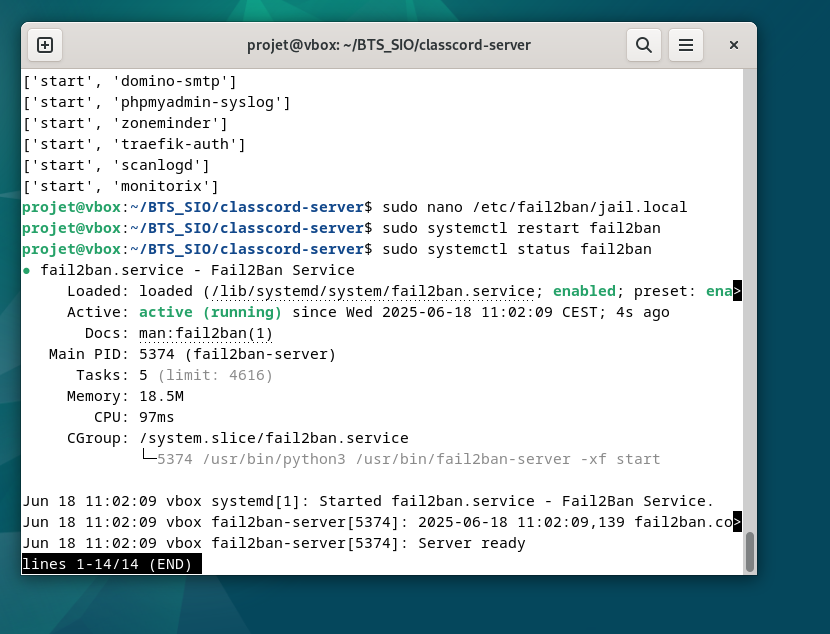 projet@vbox: ~/BTS_SIO/classcord-server
['start', 'domino-smtp']
['start', 'phpmyadmin-syslog']
['start', 'zoneminder']
['start', 'traefik-auth']
['start', 'scanlogd']
['start', 'monitorix']
projet@vbox:~/BTS_SIO/classcord-server$ sudo nano /etc/fail2ban/jail.local
projet@vbox:~/BTS_SIO/classcord-server$ sudo systemctl restart fail2ban
projet@vbox:~/BTS_SIO/classcord-server$ sudo systemctl status fail2ban
● fail2ban.service - Fail2Ban Service
     Loaded: loaded (/lib/systemd/system/fail2ban.service; enabled; preset: ena>
     Active: active (running) since Wed 2025-06-18 11:02:09 CEST; 4s ago
       Docs: man:fail2ban(1)
   Main PID: 5374 (fail2ban-server)
      Tasks: 5 (limit: 4616)
     Memory: 18.5M
        CPU: 97ms
     CGroup: /system.slice/fail2ban.service
             └─5374 /usr/bin/python3 /usr/bin/fail2ban-server -xf start
Jun 18 11:02:09 vbox systemd[1]: Started fail2ban.service - Fail2Ban Service.
Jun 18 11:02:09 vbox fail2ban-server[5374]: 2025-06-18 11:02:09,139 fail2ban.co>
Jun 18 11:02:09 vbox fail2ban-server[5374]: Server ready
lines 1-14/14 (END)